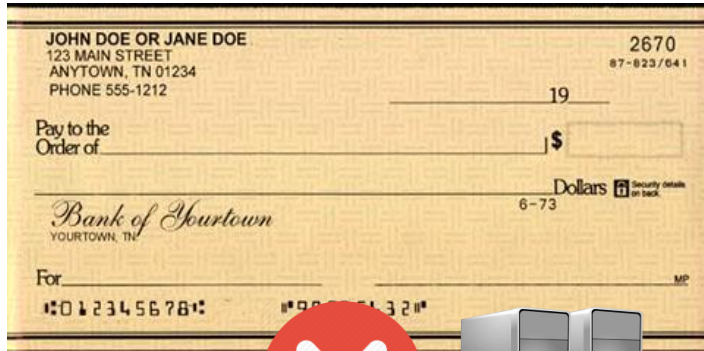 JOHN DOE OR JANE DOE
2670
123 MAIN STREET
87-823/641
ANYTOWN, TN 01234
PHONE 555-1212
19
Pay to the
Order of
$
Dollars
Security details
on back.
6-73
Bank of Yourtown
YOURTOWN, TN.
For
MP
⑆012345678⑆